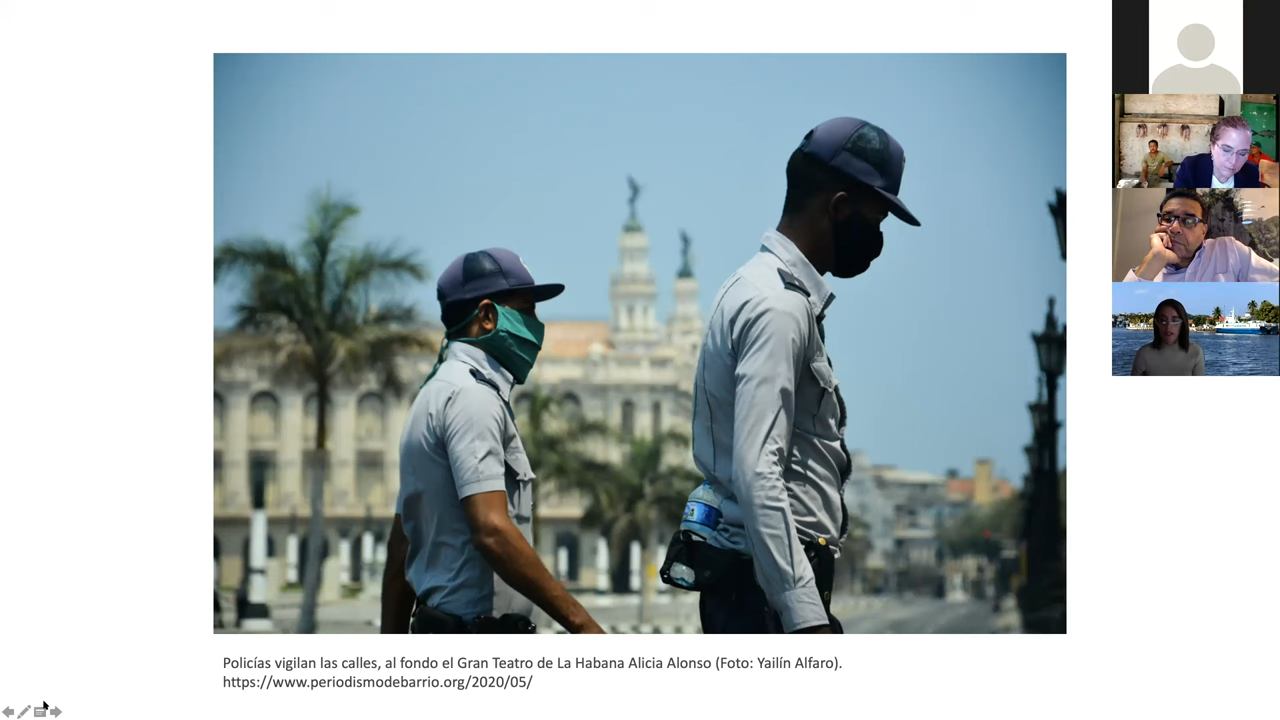 Policías vigilan las calles, al fondo el Gran Teatro de La Habana Alicia Alonso (Foto: Yailín Alfaro).
https://www.periodismodebarrio.org/2020/05/